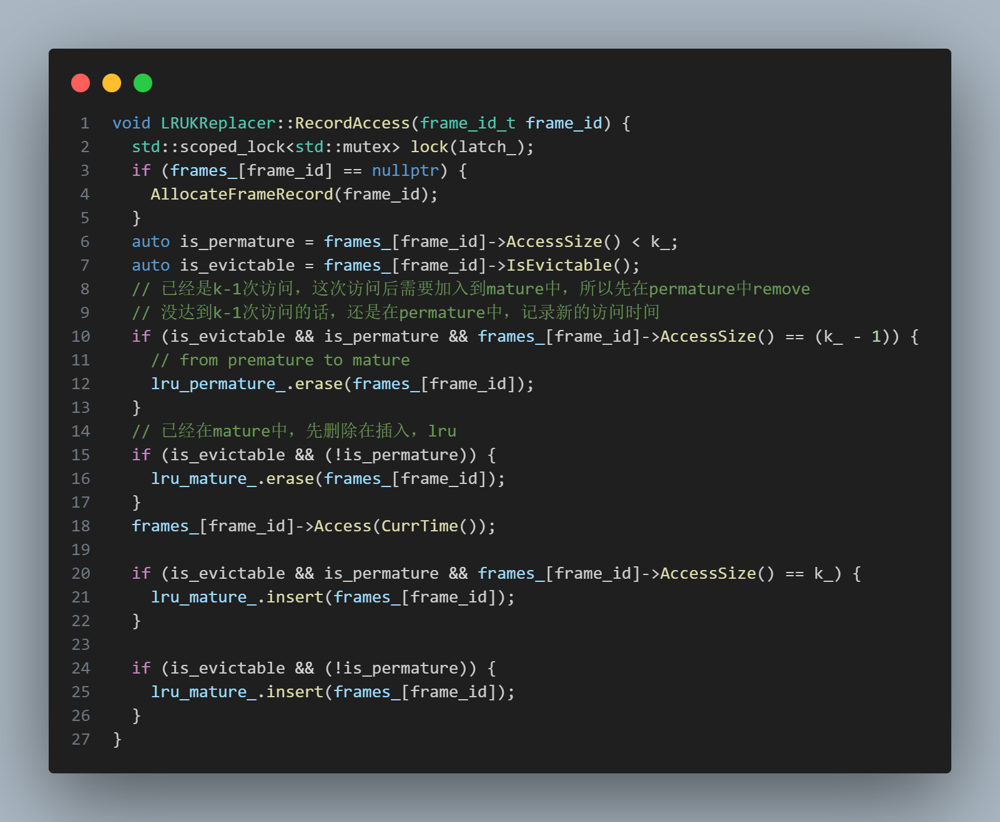 1 void LRUKReplacer::RecordAccess(frame_id_t frame_id) {
2   std::scoped_lock<std::mutex> lock(latch_);
3   if (frames_[frame_id] == nullptr) {
4     AllocateFrameRecord(frame_id);
5   }
6   auto is_permature = frames_[frame_id]->AccessSize() < k_;
7   auto is_evictable = frames_[frame_id]->IsEvictable();
8   // 已经是k-1次访问，这次访问后需要加入到mature中，所以先在permature中remove
9   // 没达到k-1次访问的话，还是在permature中，记录新的访问时间
10   if (is_evictable && is_permature && frames_[frame_id]->AccessSize() == (k_ - 1)) {
11     // from premature to mature
12     lru_permature_.erase(frames_[frame_id]);
13   }
14   // 已经在mature中，先删除在插入，lru
15   if (is_evictable && (!is_permature)) {
16     lru_mature_.erase(frames_[frame_id]);
17   }
18   frames_[frame_id]->Access(CurrTime());
19
20   if (is_evictable && is_permature && frames_[frame_id]->AccessSize() == k_) {
21     lru_mature_.insert(frames_[frame_id]);
22   }
23
24   if (is_evictable && (!is_permature)) {
25     lru_mature_.insert(frames_[frame_id]);
26   }
27 }